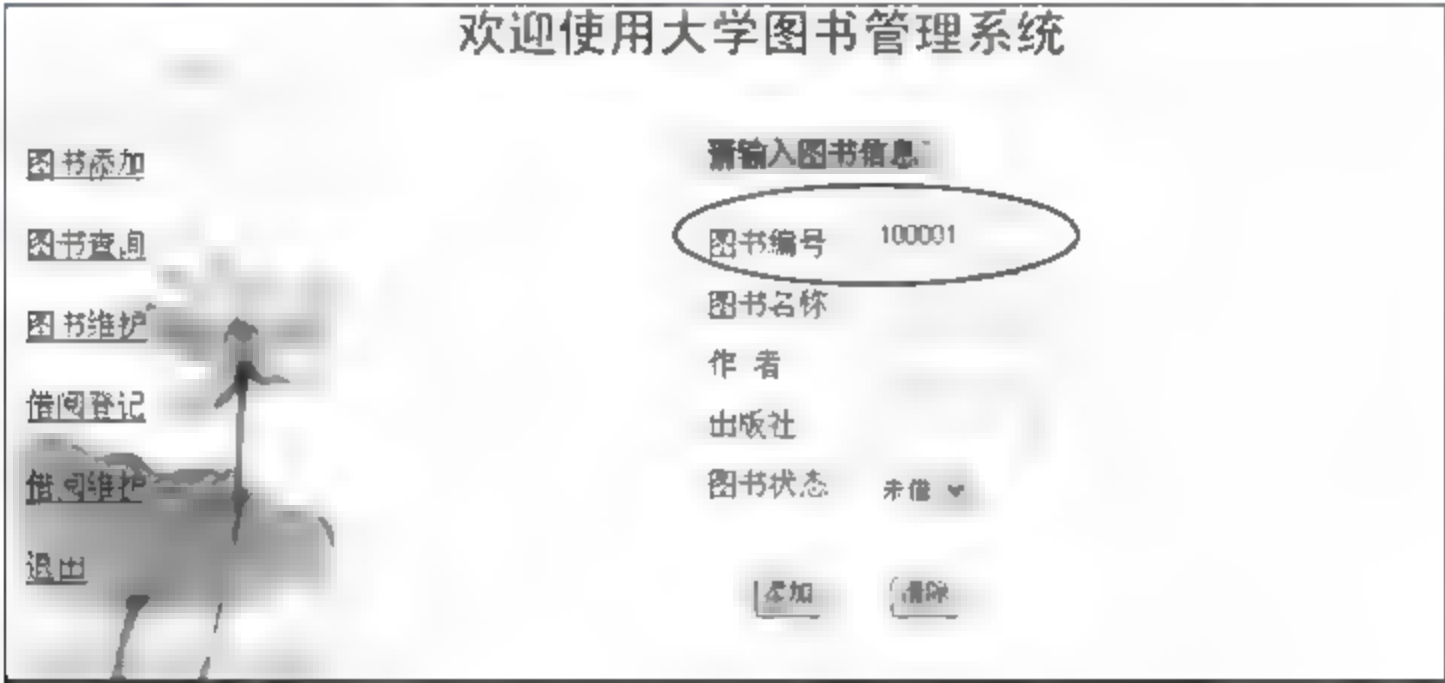 欢迎使用大学图书管理系统
图书添加
图书查询
图书维护
借阅登记
借阅维护
退出
请输入图书信息
图书编号 100001
图书名称
作 者
出版社
图书状态 未借
添加 清除